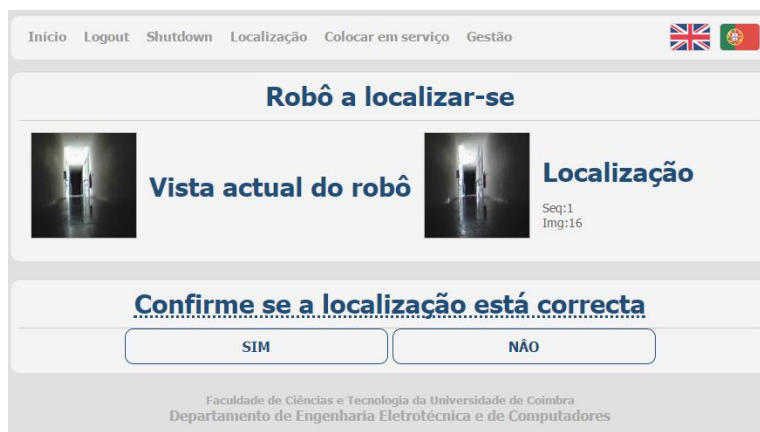 Início Logout Shutdown Localização Colocar em serviço Gestão
Robô a localizar-se
Vista actual do robô
Localização
Seq:1
Img:16
Confirme se a localização está correcta
SIM NÂO
Faculdade de Ciências e Tecnologia da Universidade de Coimbra
Departamento de Engenharia Eletrotécnica e de Computadores